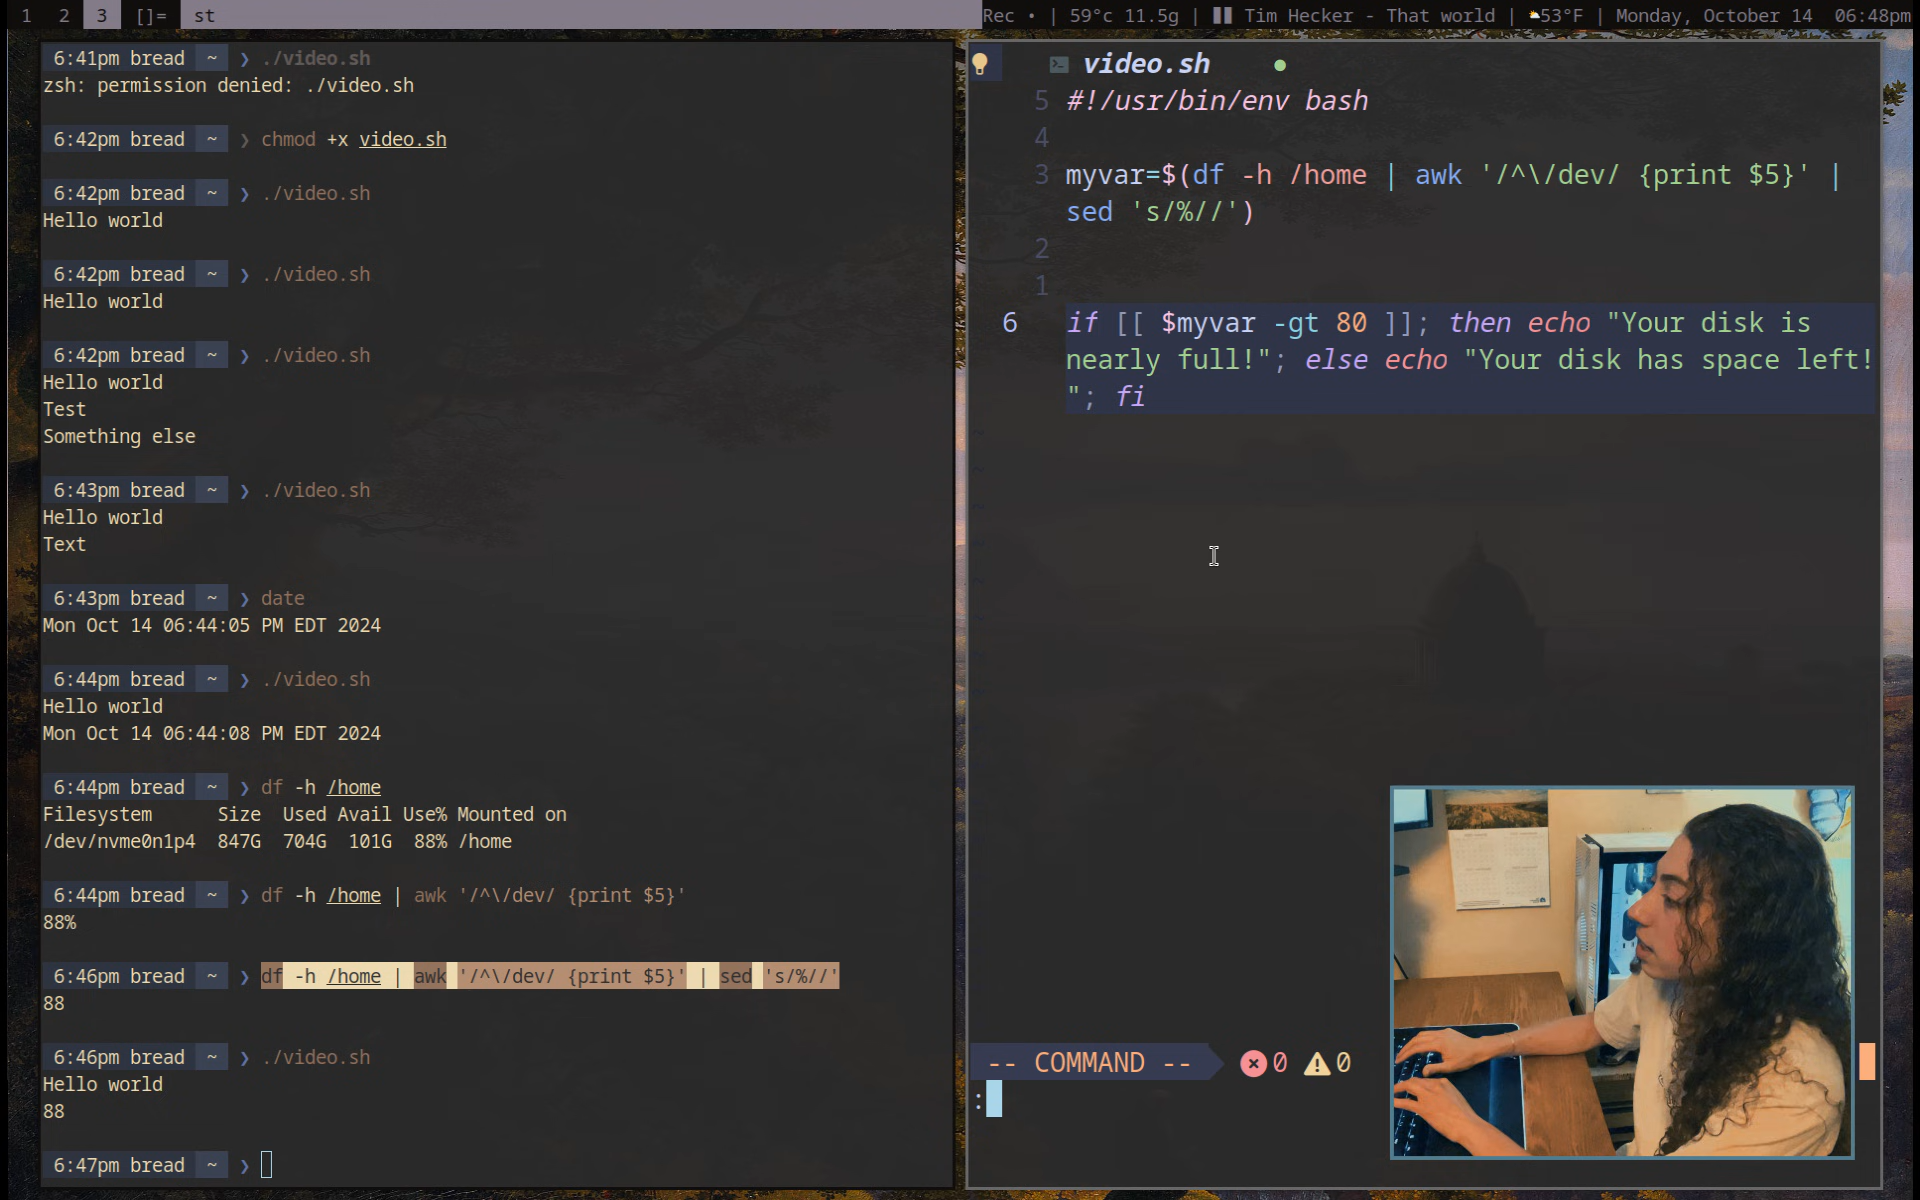 1 2 3 []= st Rec • | 59°c 11.5g | Tim Hecker - That world | 53°F | Monday, October 14 06:48pm
6:41pm bread ~ ❯ ./video.sh
zsh: permission denied: ./video.sh
6:42pm bread ~ ❯ chmod +x video.sh
6:42pm bread ~ ❯ ./video.sh
Hello world
6:42pm bread ~ ❯ ./video.sh
Hello world
6:42pm bread ~ ❯ ./video.sh
Hello world
Test
Something else
6:43pm bread ~ ❯ ./video.sh
Hello world
Text
6:43pm bread ~ ❯ date
Mon Oct 14 06:44:05 PM EDT 2024
6:44pm bread ~ ❯ ./video.sh
Hello world
Mon Oct 14 06:44:08 PM EDT 2024
6:44pm bread ~ ❯ df -h /home
Filesystem      Size  Used Avail Use% Mounted on
/dev/nvme0n1p4  847G  704G  101G  88% /home
6:44pm bread ~ ❯ df -h /home | awk '/^\/dev/ {print $5}'
88%
6:46pm bread ~ ❯ df -h /home | awk '/^\/dev/ {print $5}' | sed 's/%//'
88
6:46pm bread ~ ❯ ./video.sh
Hello world
88
6:47pm bread ~ ❯
video.sh ●
5 #!/usr/bin/env bash
4
3 myvar=$(df -h /home | awk '/^\/dev/ {print $5}' |
sed 's/%//')
2
1
6 if [[ $myvar -gt 80 ]]; then echo "Your disk is
nearly full!"; else echo "Your disk has space left!
"; fi
-- COMMAND -- 0 0
: